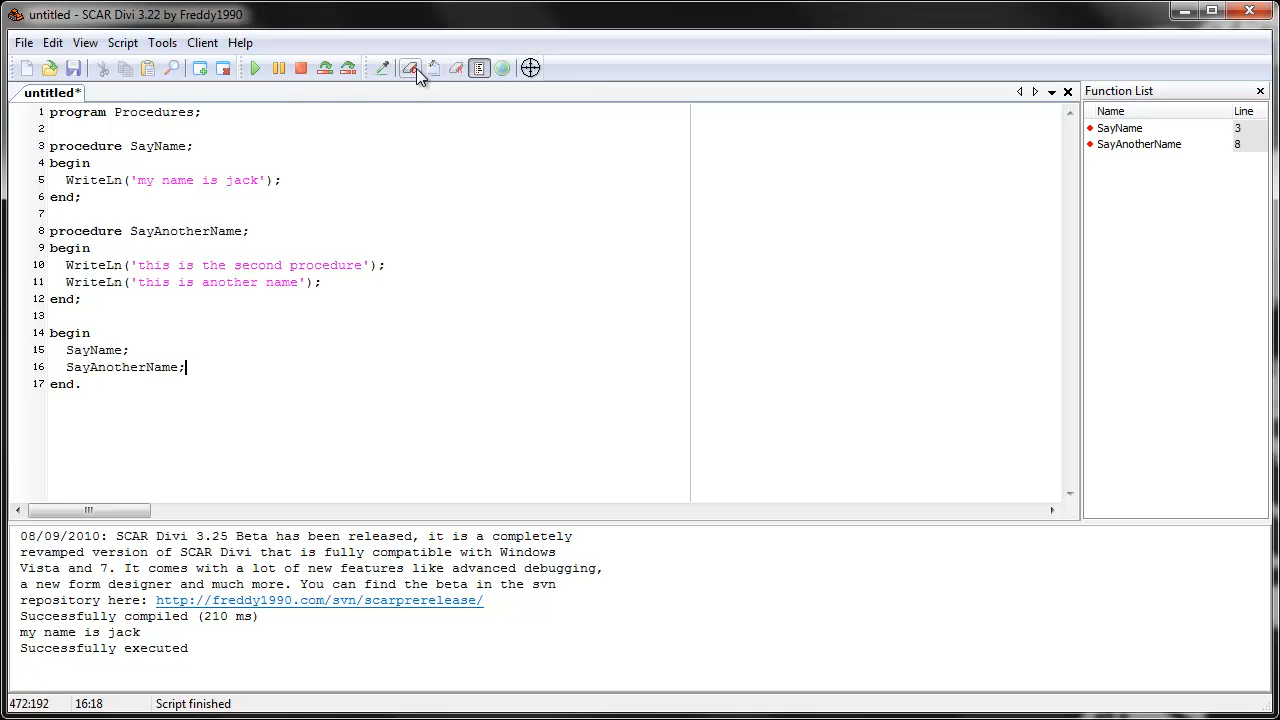 untitled - SCAR Divi 3.22 by Freddy1990
File Edit View Script Tools Client Help
untitled*
Function List
Name Line
SayName 3
SayAnotherName 8
1 program Procedures;
2
3 procedure SayName;
4 begin
5 WriteLn('my name is jack');
6 end;
7
8 procedure SayAnotherName;
9 begin
10 WriteLn('this is the second procedure');
11 WriteLn('this is another name');
12 end;
13
14 begin
15 SayName;
16 SayAnotherName;
17 end.
08/09/2010: SCAR Divi 3.25 Beta has been released, it is a completely
revamped version of SCAR Divi that is fully compatible with Windows
Vista and 7. It comes with a lot of new features like advanced debugging,
a new form designer and much more. You can find the beta in the svn
repository here: http://freddy1990.com/svn/scarprerelease/
Successfully compiled (210 ms)
my name is jack
Successfully executed
472:192 16:18 Script finished